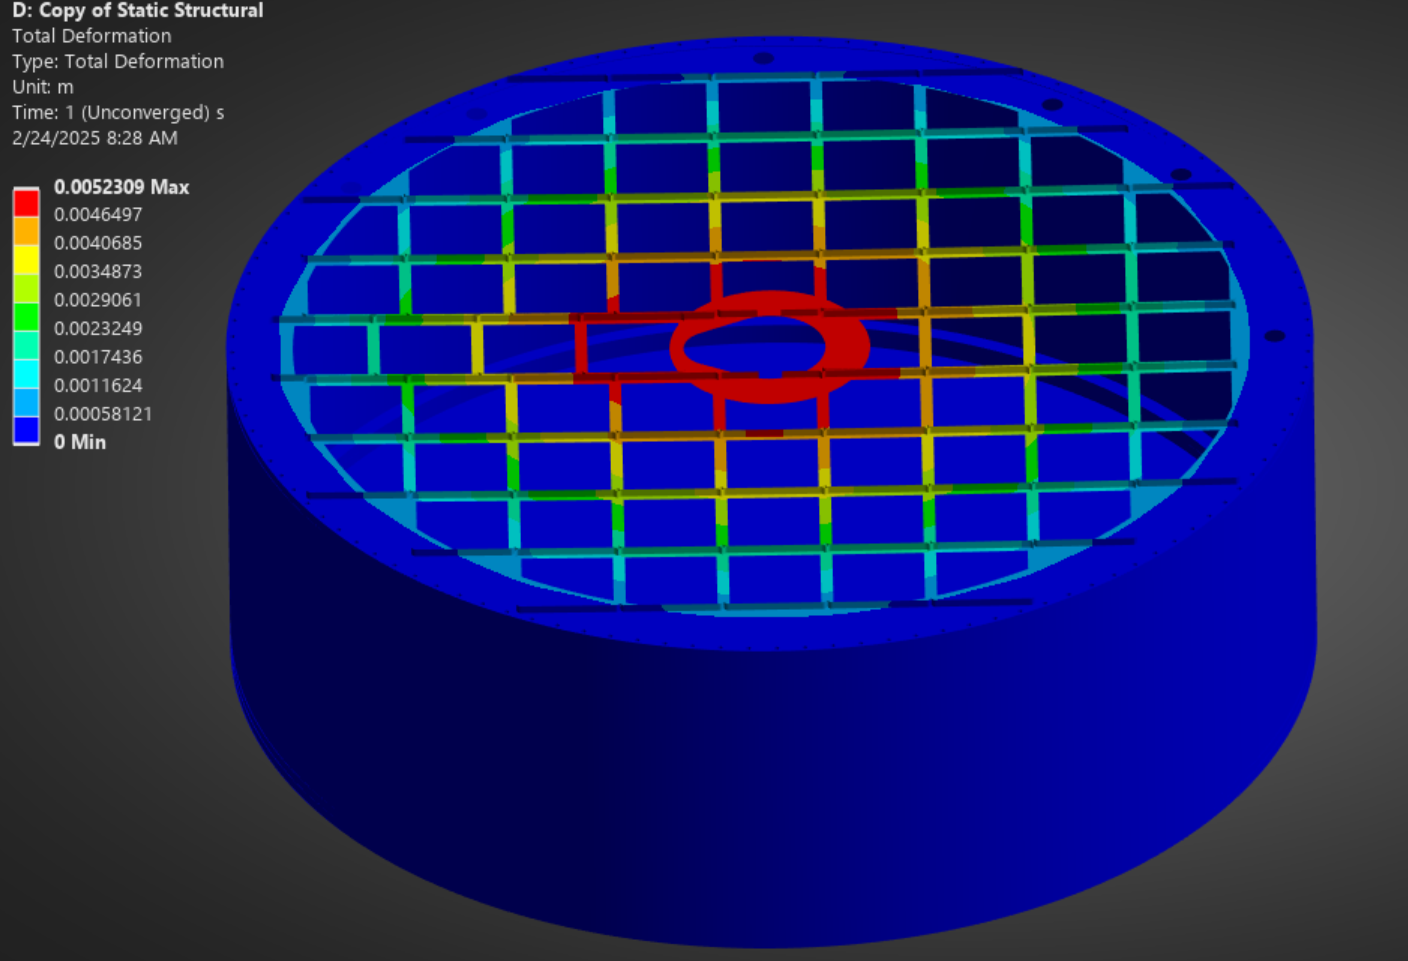 D: Copy of Static Structural
Total Deformation
Type: Total Deformation
Unit: m
Time: 1 (Unconverged) s
2/24/2025 8:28 AM
0.0052309 Max
0.0046497
0.0040685
0.0034873
0.0029061
0.0023249
0.0017436
0.0011624
0.00058121
0 Min